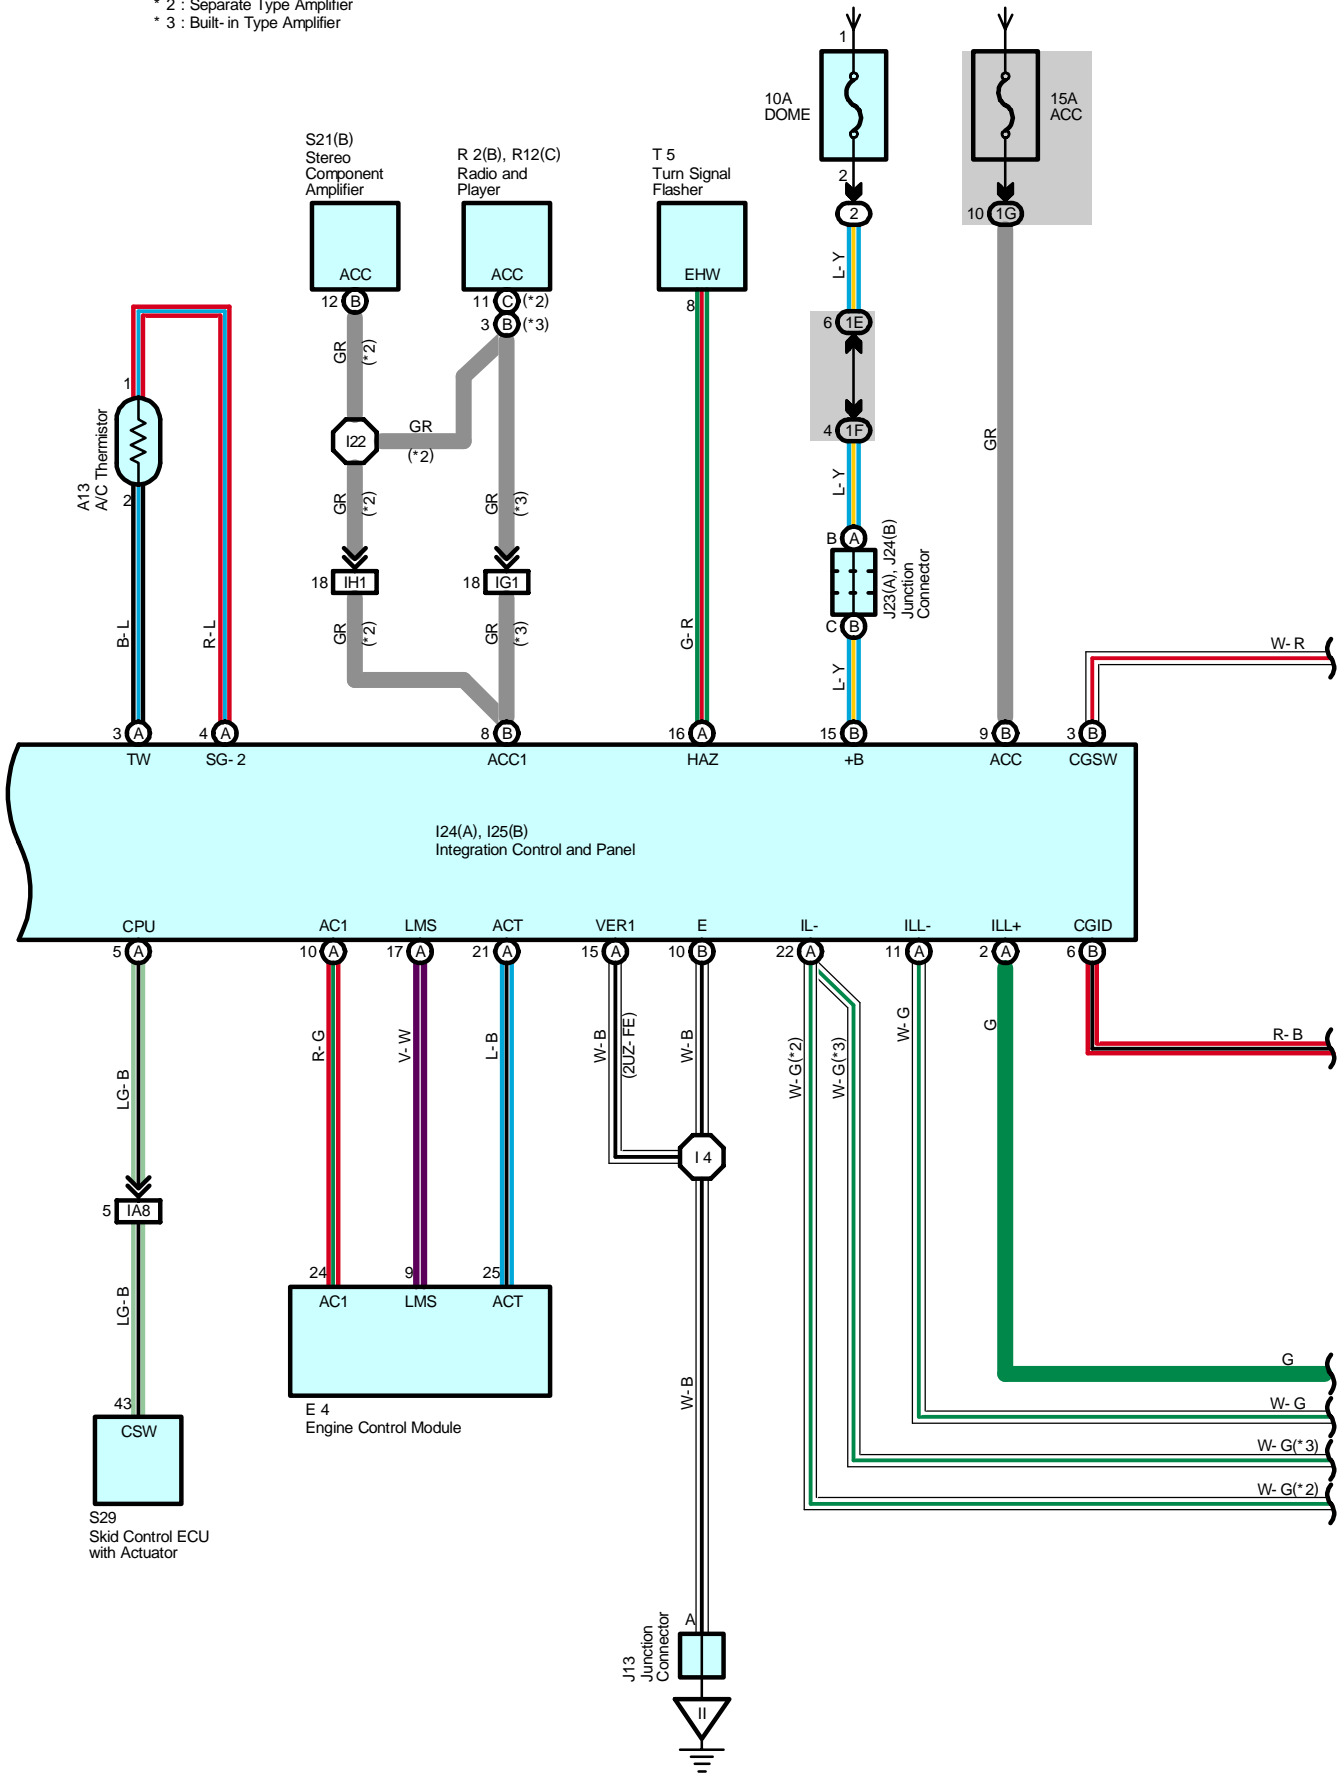 * 2 : Separate Type Amplifier
* 3 : Built- in Type Amplifier
1
10A
DOME
15A
ACC
2
2
10 1G
S21(B)
Stereo
Component
Amplifier
R 2(B), R12(C)
Radio and
Player
T 5
Turn Signal
Flasher
ACC
ACC
EHW
12 B
11 C (*2)
3 B (*3)
8
L- Y
6 1E
4 1F
GR
(*2)
I22
GR
(*2)
1
2
A13
A/C Thermistor
GR
(*2)
GR
(*3)
GR
L- Y
B A
J23(A), J24(B)
Junction
Connector
C B
18 IH1
18 IG1
B- L
R- L
GR
(*2)
GR
(*3)
G- R
L- Y
W- R
3 A
4 A
8 B
16 A
15 B
9 B
3 B
TW
SG- 2
ACC1
HAZ
+B
ACC
CGSW
I24(A), I25(B)
Integration Control and Panel
CPU
AC1
LMS
ACT
VER1
E
IL-
ILL-
ILL+
CGID
5 A
10 A
17 A
21 A
15 A
10 B
22 A
11 A
2 A
6 B
LG- B
R- G
V- W
L- B
W- B
(2UZ- FE)
W- B
W- G(*2)
W- G(*3)
W- G
G
R- B
I 4
5 IA8
LG- B
24
9
25
AC1
LMS
ACT
E 4
Engine Control Module
W- B
G
W- G
W- G(*3)
W- G(*2)
43
CSW
S29
Skid Control ECU
with Actuator
A
J13
Junction
Connector
II